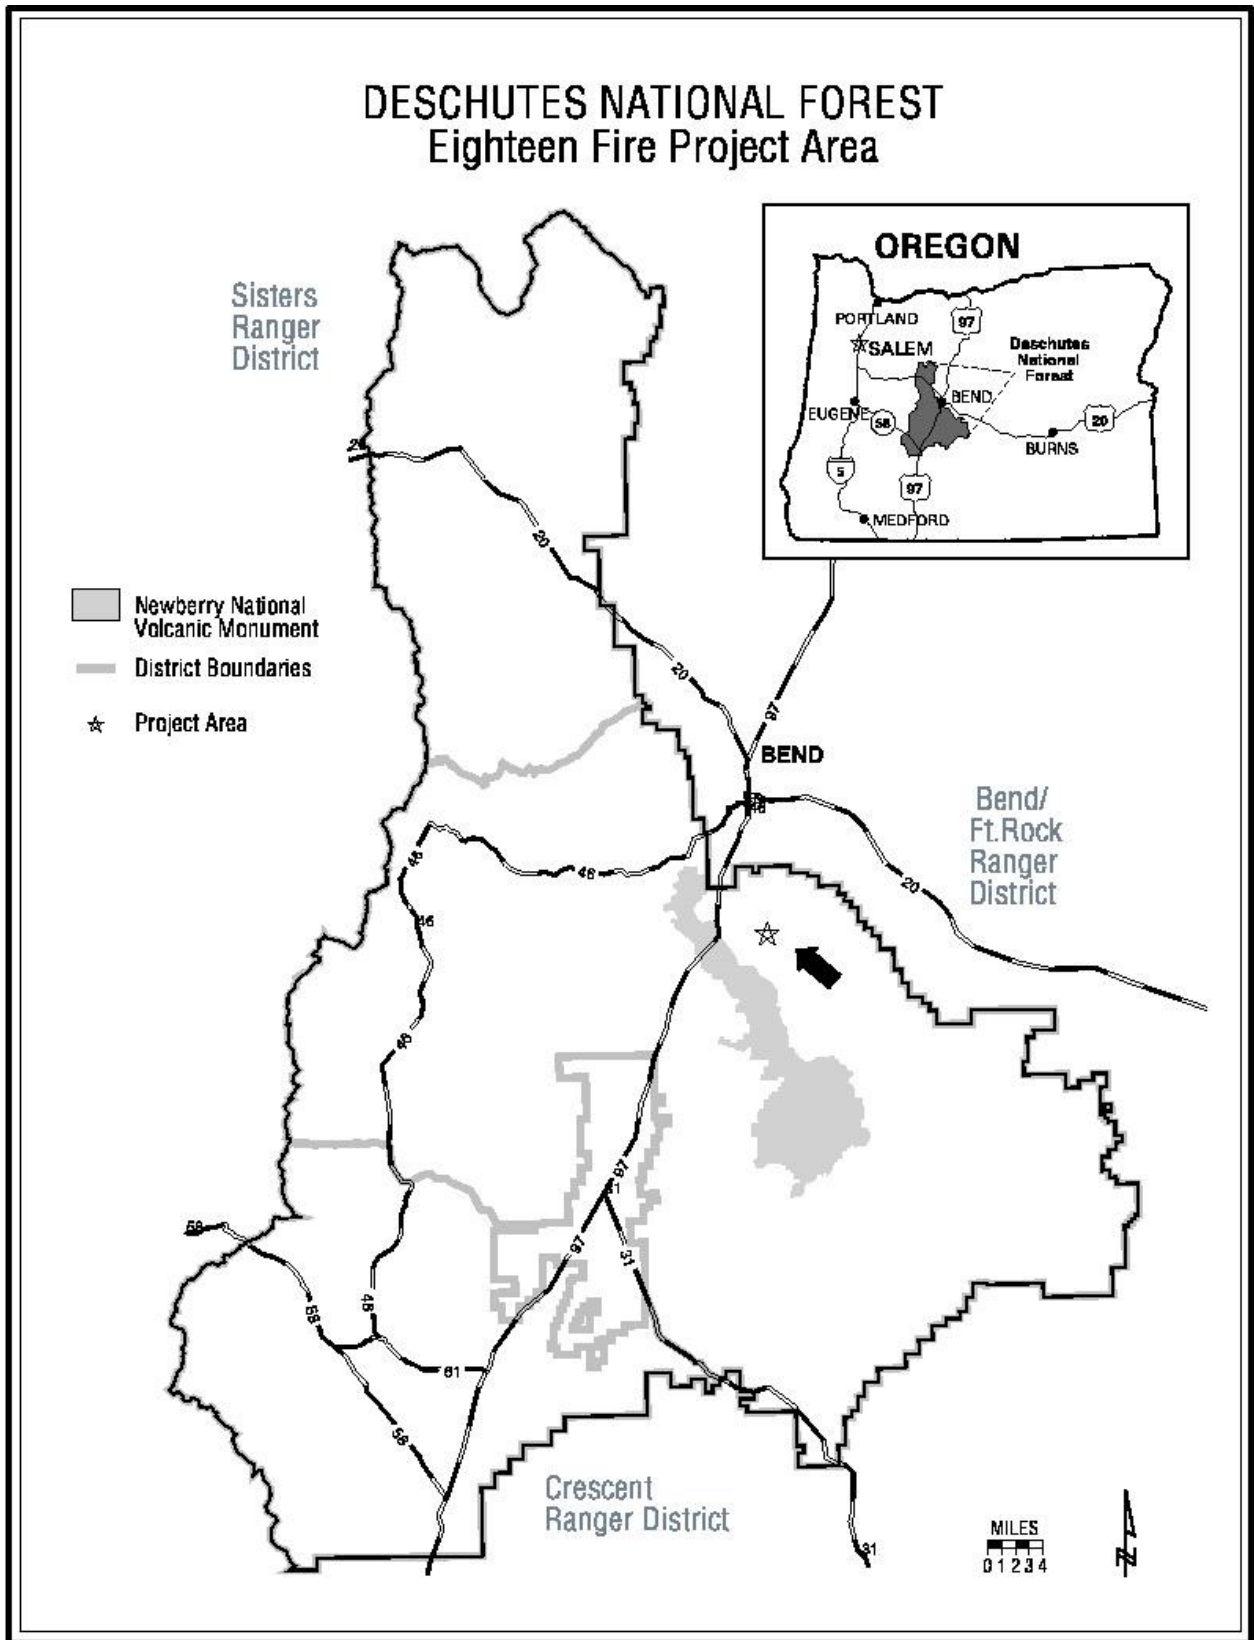 DESCHUTES NATIONAL FOREST
Eighteen Fire Project Area
OREGON
PORTLAND
97
SALEM
Deschutes
National
Forest
BEND
EUGENE
58
20
BURNS
5
97
MEDFORD
Sisters
Ranger
District
20
Newberry National
Volcanic Monument
District Boundaries
Project Area
20
97
BEND
Bend/
Ft.Rock
Ranger
District
46
46
20
46
46
97
58
97
31
46
58
61
58
Crescent
Ranger District
31
MILES
0 1 2 3 4
N